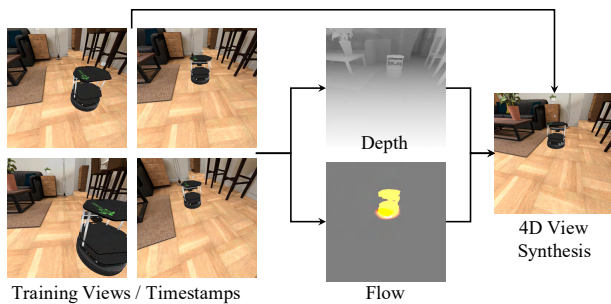 Depth
Training Views / Timestamps
Flow
4D View
Synthesis